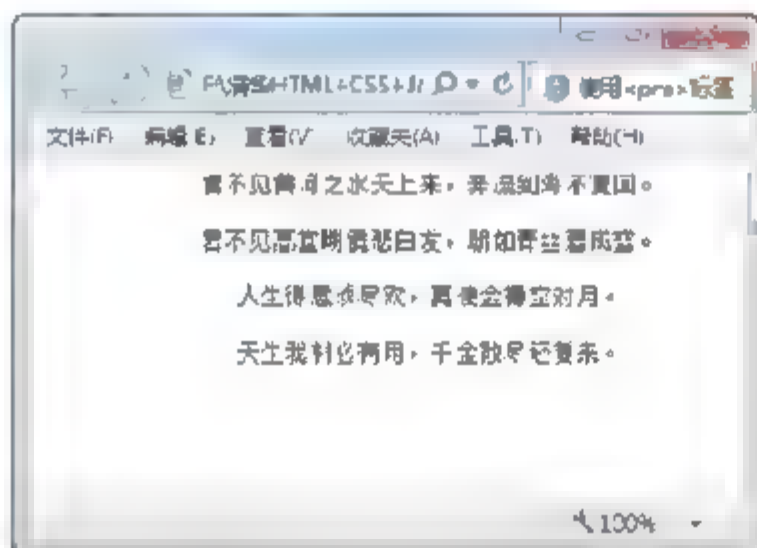 HTML+CSS+J
使用<pre>标签
文件(F) 编辑(E) 查看(V) 收藏夹(A) 工具(T) 帮助(H)
君不见黄河之水天上来，奔流到海不复回。
君不见高堂明镜悲白发，朝如青丝暮成雪。
人生得意须尽欢，莫使金樽空对月。
天生我材必有用，千金散尽还复来。
100%